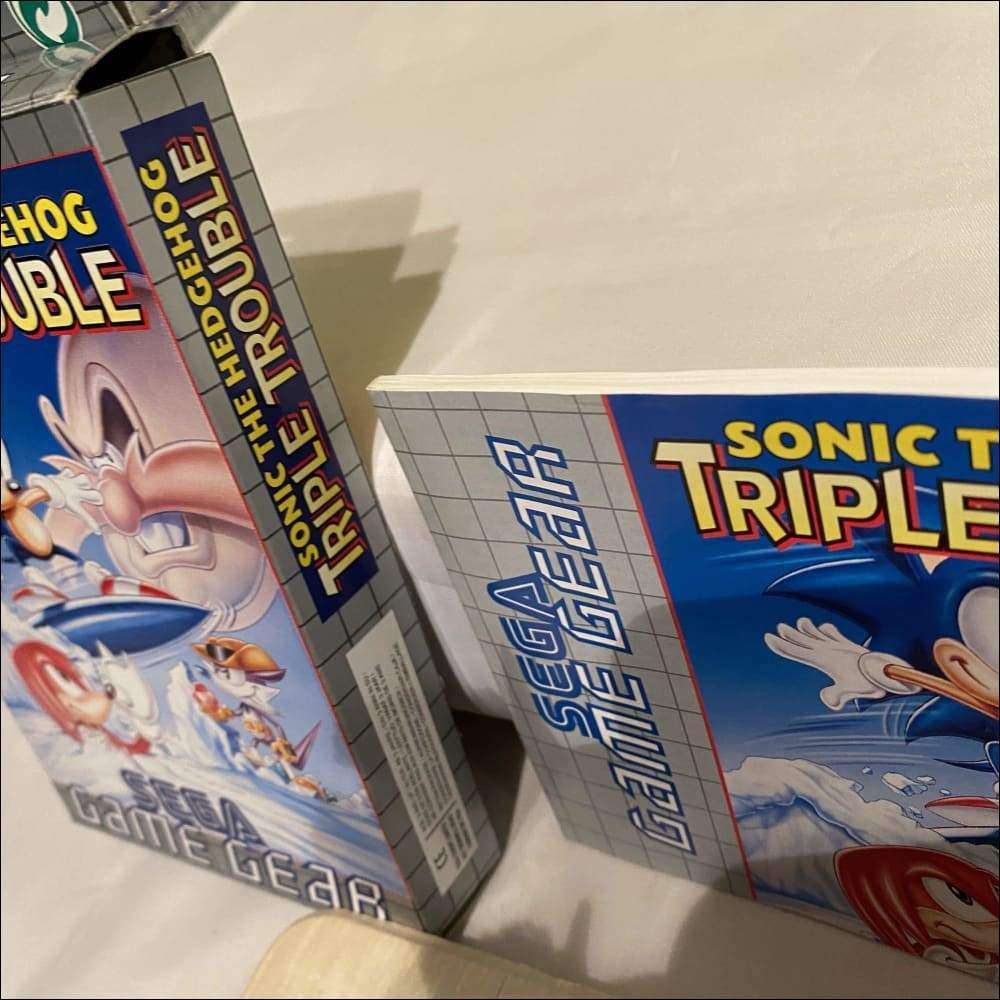 EHOG
UBLE
SONIC THE HEDGEHOG
TRIPLE TROUBLE
SEGA
GAME GEAR
SEGA
GAME GEAR
SONIC T
TRIPLE